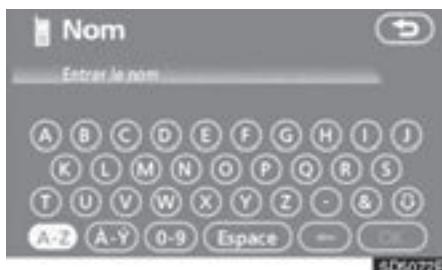 Nom
Entrer le nom
A B C D E F G H I J
K L M N O P Q R S
T U V W X Y Z - &
A-Z À-Ÿ 0-9 Espace ← OK